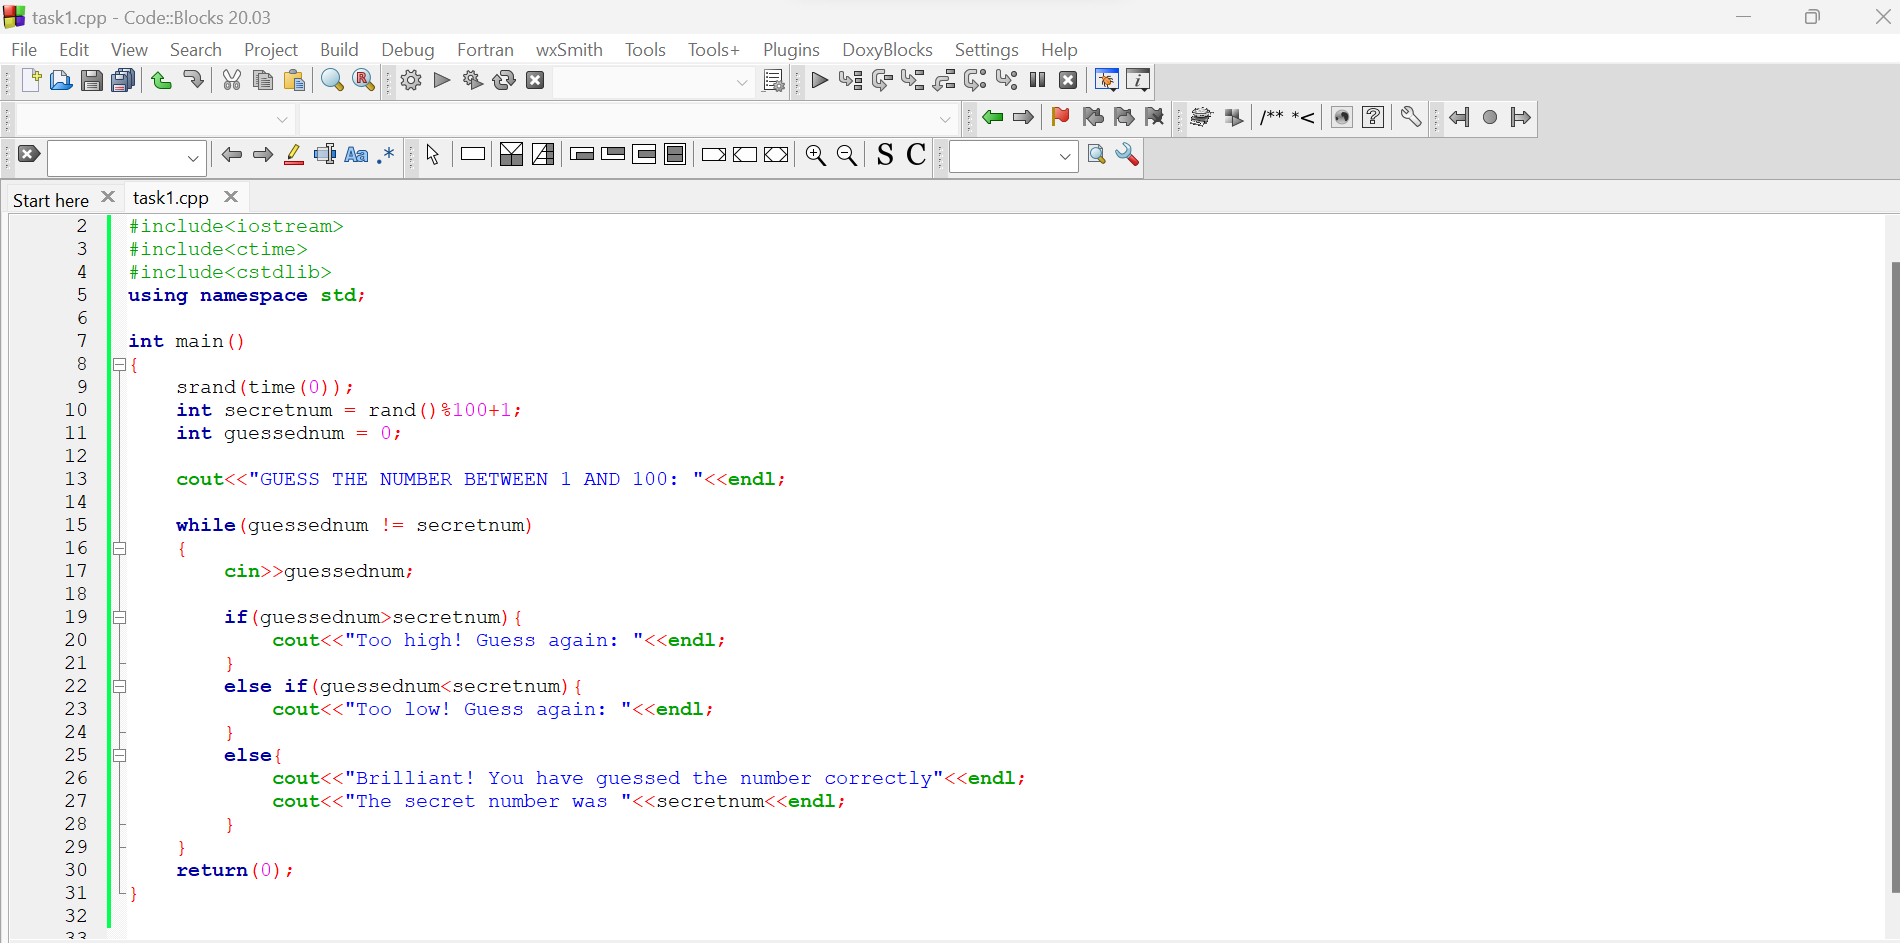 task1.cpp - Code::Blocks 20.03
File Edit View Search Project Build Debug Fortran wxSmith Tools Tools+ Plugins DoxyBlocks Settings Help
/** *<
Aa .* S C
Start here task1.cpp
2 #include<iostream>
3 #include<ctime>
4 #include<cstdlib>
5 using namespace std;
6
7 int main()
8 {
9 srand(time(0));
10 int secretnum = rand()%100+1;
11 int guessednum = 0;
12
13 cout<<"GUESS THE NUMBER BETWEEN 1 AND 100: "<<endl;
14
15 while(guessednum != secretnum)
16 {
17 cin>>guessednum;
18
19 if(guessednum>secretnum){
20 cout<<"Too high! Guess again: "<<endl;
21 }
22 else if(guessednum<secretnum){
23 cout<<"Too low! Guess again: "<<endl;
24 }
25 else{
26 cout<<"Brilliant! You have guessed the number correctly"<<endl;
27 cout<<"The secret number was "<<secretnum<<endl;
28 }
29 }
30 return(0);
31 }
32
33